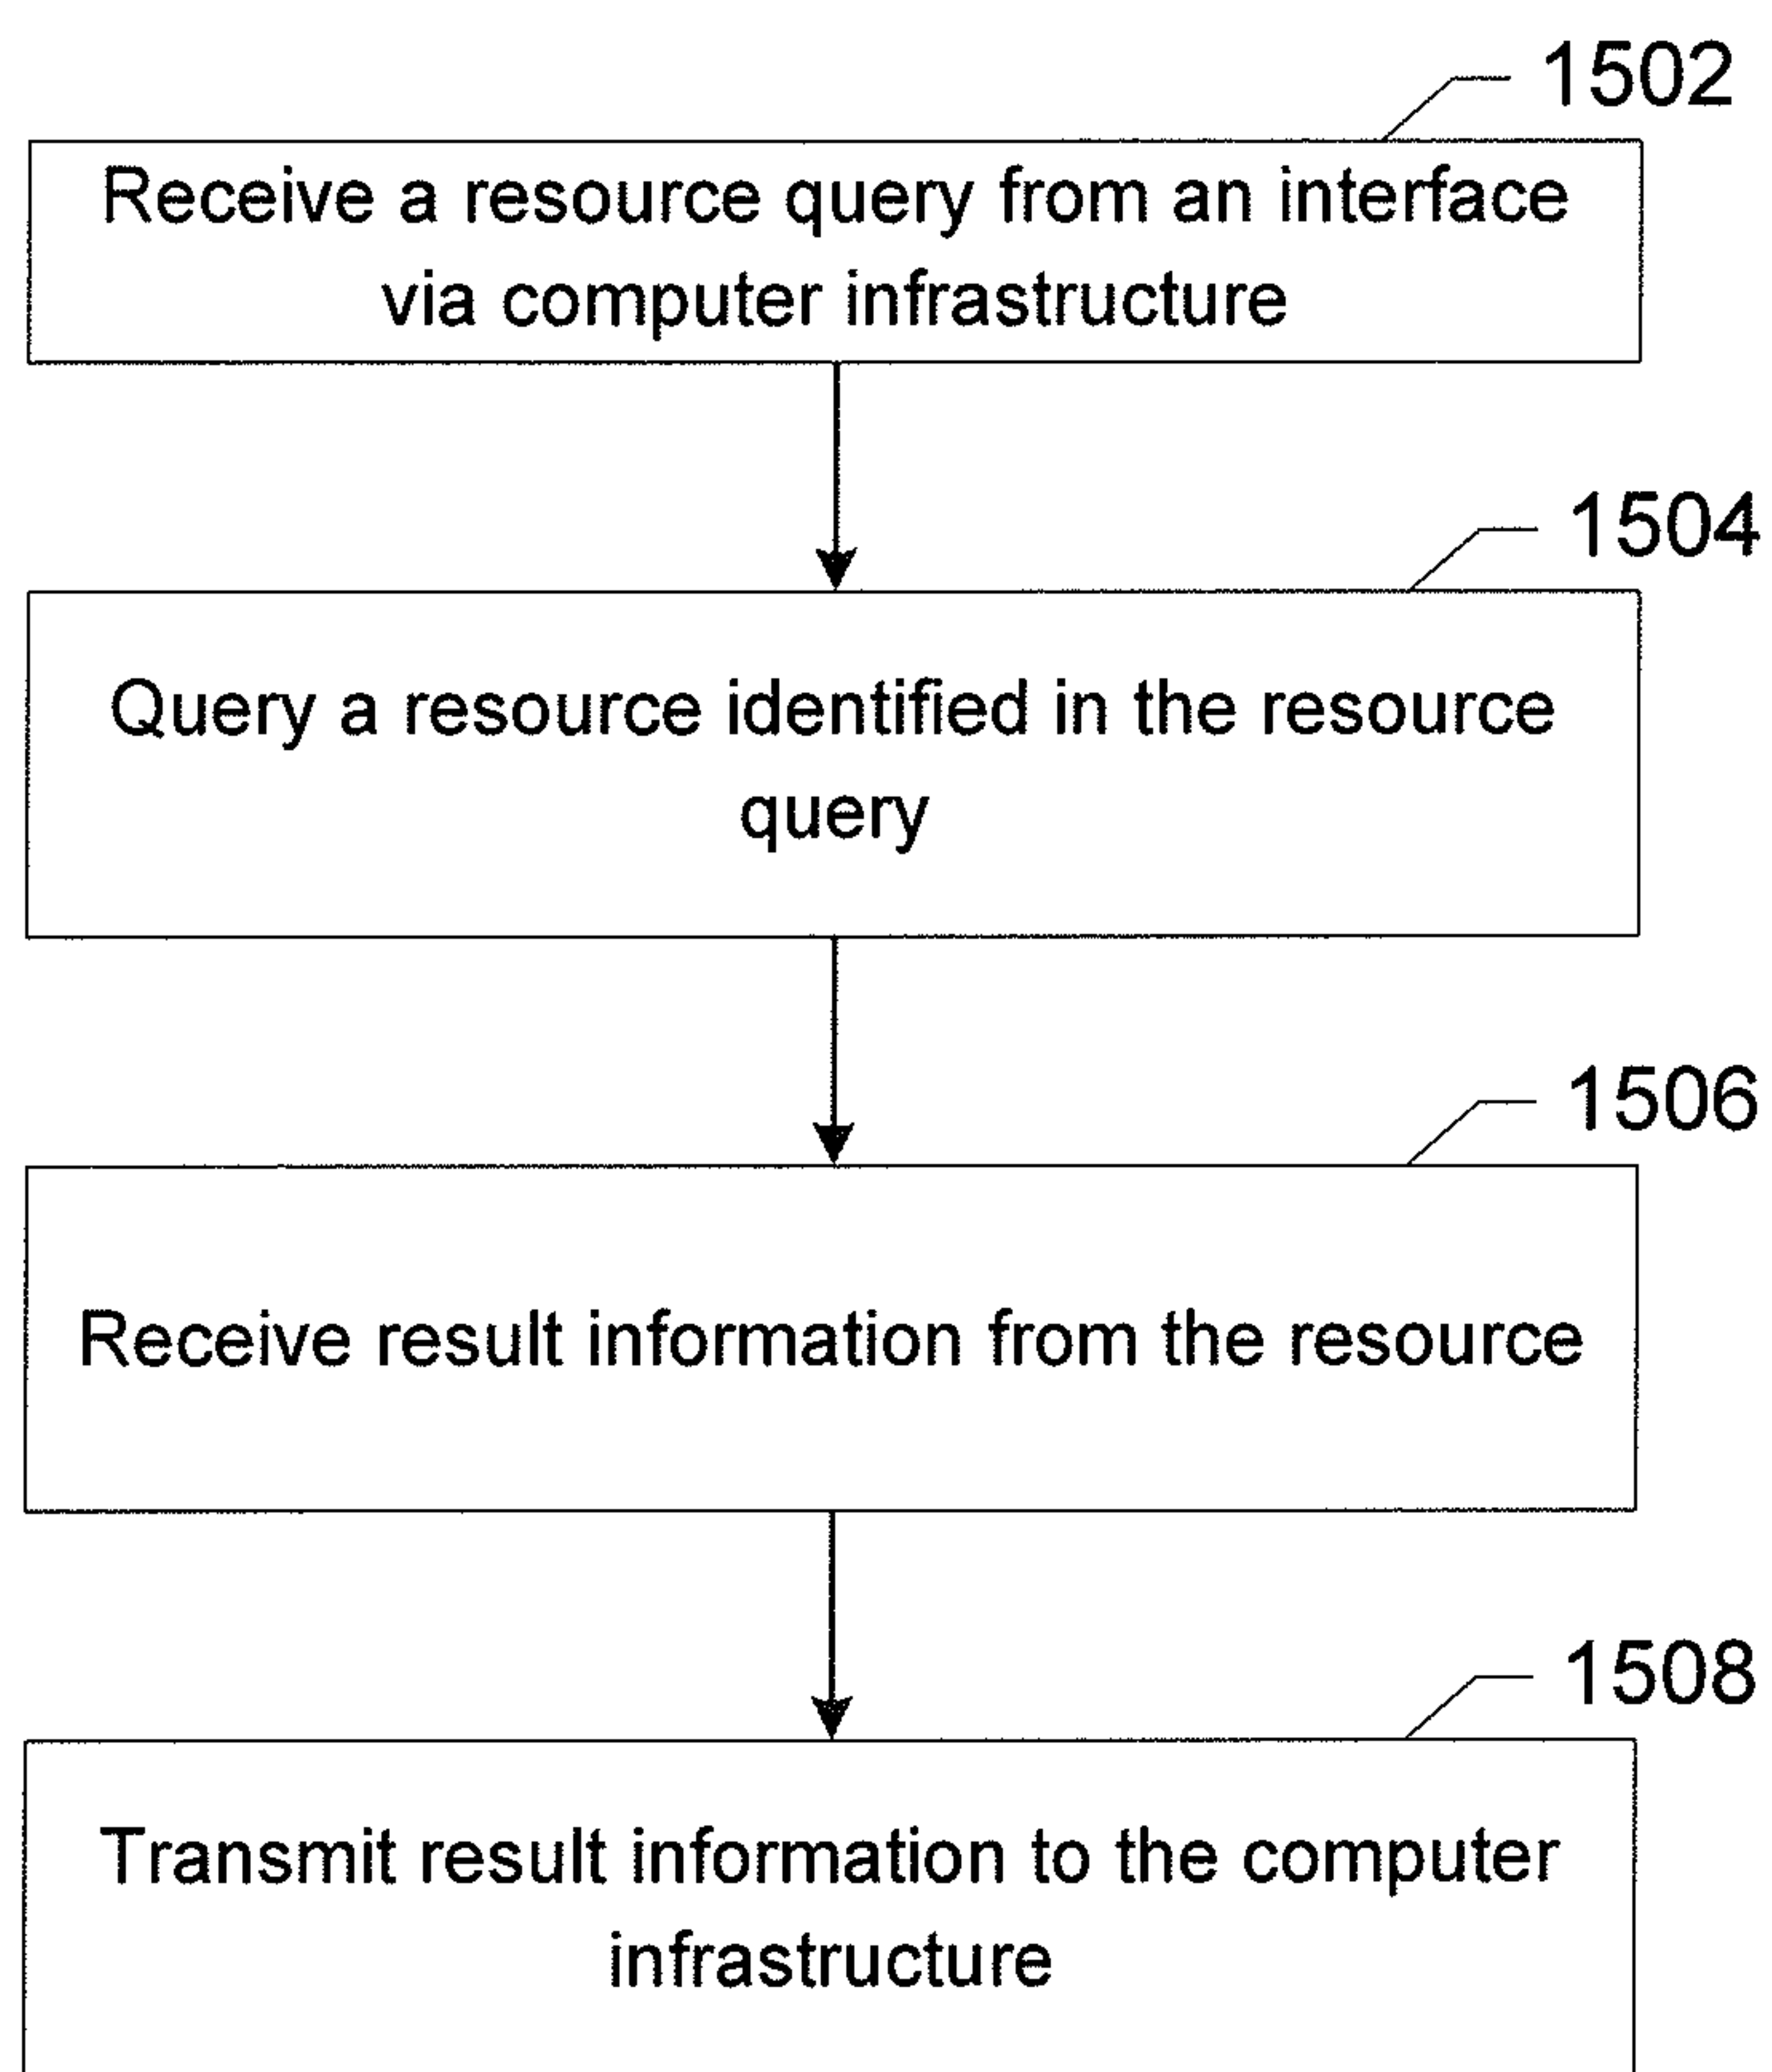 1502
Receive a resource query from an interface
via computer infrastructure
1504
Query a resource identified in the resource
query
1506
Receive result information from the resource
1508
Transmit result information to the computer
infrastructure